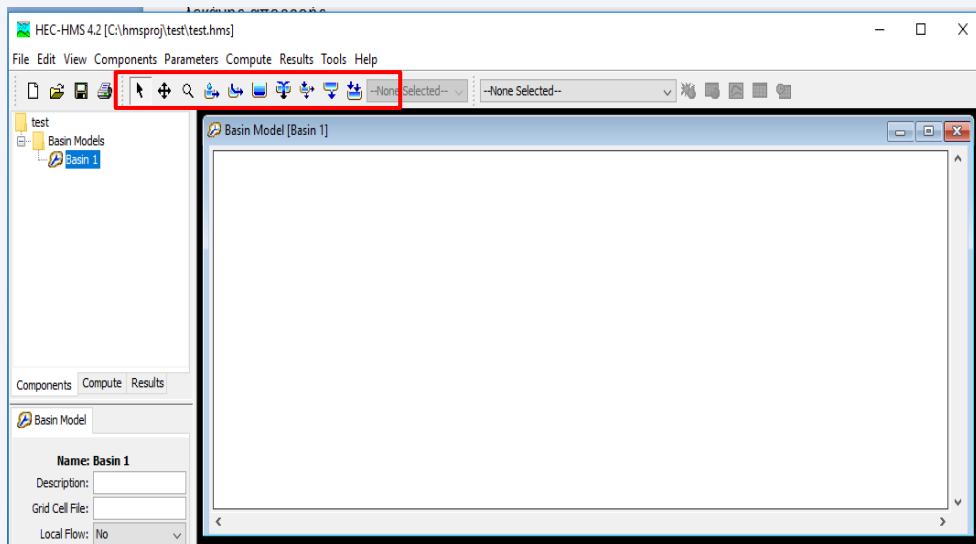 λεκάνης απορροής
HEC-HMS 4.2 [C:\hmsproj\test\test.hms]
File Edit View Components Parameters Compute Results Tools Help
--None Selected-- --None Selected--
test
Basin Models
Basin 1
Basin Model [Basin 1]
Components Compute Results
Basin Model
Name: Basin 1
Description:
Grid Cell File:
Local Flow: No